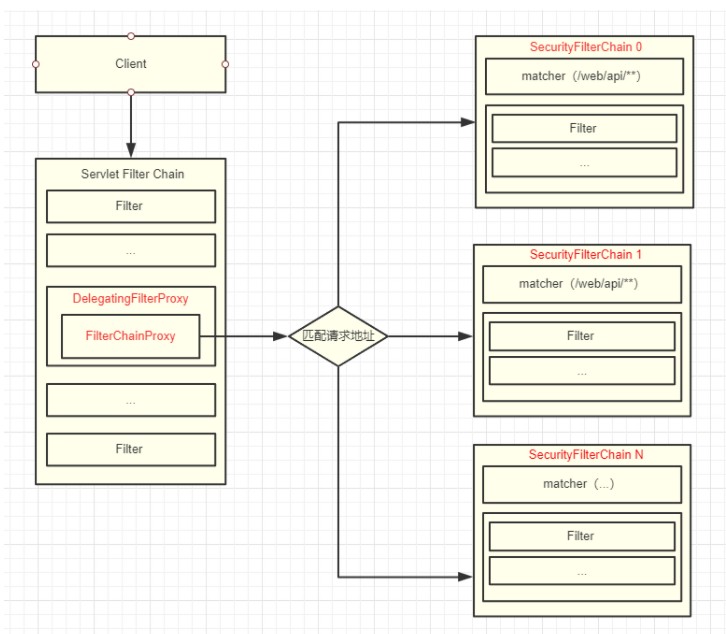 Client
Servlet Filter Chain
Filter
...
DelegatingFilterProxy
FilterChainProxy
...
Filter
匹配请求地址
SecurityFilterChain 0
matcher（/web/api/**）
Filter
...
SecurityFilterChain 1
matcher（/web/api/**）
Filter
...
SecurityFilterChain N
matcher（...）
Filter
...